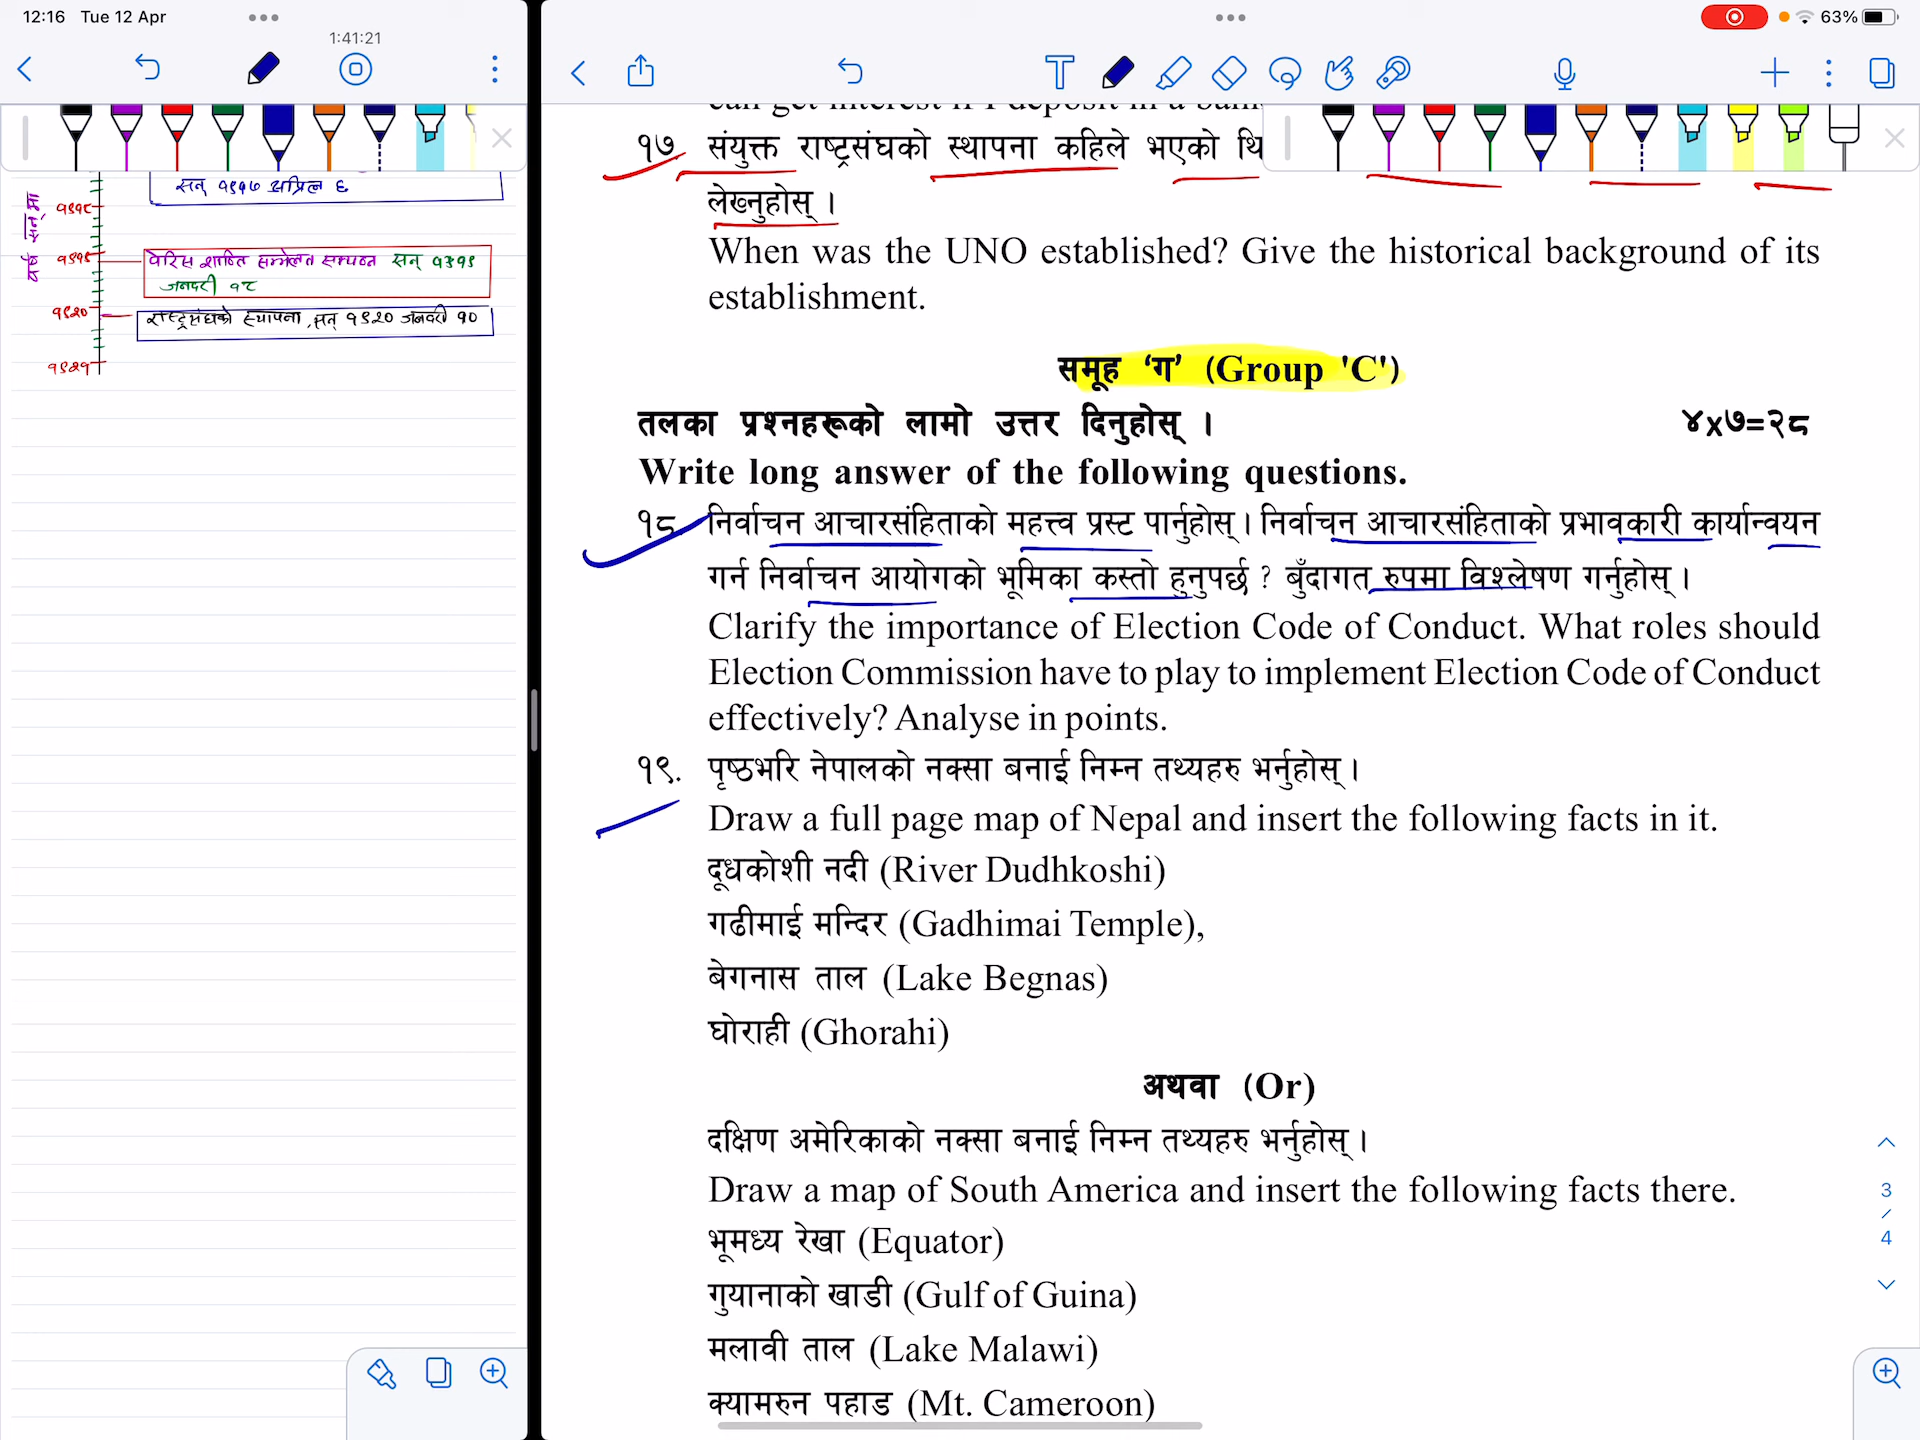 12:16 Tue 12 Apr
63%
1:41:21
सन् १९१७ अप्रिल ६
वर्ष सन् मा
१९१८
१९१९
पेरिस शान्ति सम्मेलन सम्पन्न सन् १९१९
जनवरी १८
१९२०
राष्ट्रसंघको स्थापना, सन् १९२० जनवरी १०
१९२१
can get interest if I deposit in a bank
१७. संयुक्त राष्ट्रसंघको स्थापना कहिले भएको थि
लेख्नुहोस् ।
When was the UNO established? Give the historical background of its
establishment.
समूह ‘ग’ (Group 'C')
तलका प्रश्नहरूको लामो उत्तर दिनुहोस् । ४x७=२८
Write long answer of the following questions.
१८. निर्वाचन आचारसंहिताको महत्त्व प्रस्ट पार्नुहोस् । निर्वाचन आचारसंहिताको प्रभावकारी कार्यान्वयन
गर्न निर्वाचन आयोगको भूमिका कस्तो हुनुपर्छ ? बुँदागत रुपमा विश्लेषण गर्नुहोस् ।
Clarify the importance of Election Code of Conduct. What roles should
Election Commission have to play to implement Election Code of Conduct
effectively? Analyse in points.
१९. पृष्ठभरि नेपालको नक्सा बनाई निम्न तथ्यहरु भर्नुहोस् ।
Draw a full page map of Nepal and insert the following facts in it.
दूधकोशी नदी (River Dudhkoshi)
गढीमाई मन्दिर (Gadhimai Temple),
बेगनास ताल (Lake Begnas)
घोराही (Ghorahi)
अथवा (Or)
दक्षिण अमेरिकाको नक्सा बनाई निम्न तथ्यहरु भर्नुहोस् ।
Draw a map of South America and insert the following facts there.
भूमध्य रेखा (Equator)
गुयानाको खाडी (Gulf of Guina)
मलावी ताल (Lake Malawi)
क्यामरुन पहाड (Mt. Cameroon)
3
/
4